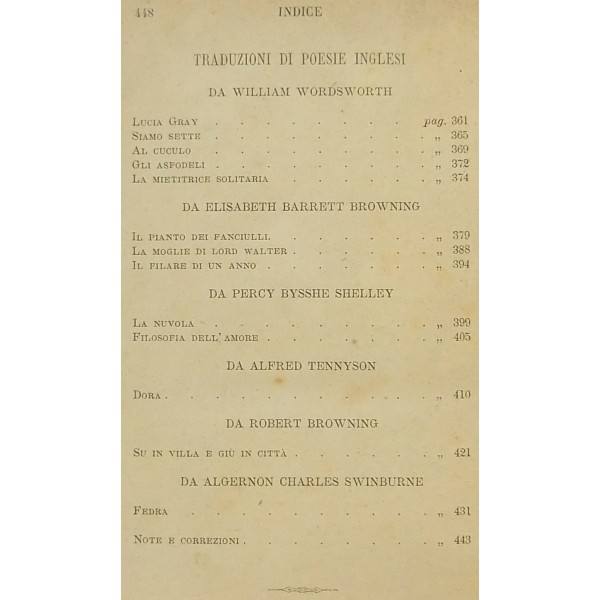 448 INDICE
TRADUZIONI DI POESIE INGLESI
DA WILLIAM WORDSWORTH
LUCIA GRAY . . . . . . . . pag. 361
SIAMO SETTE . . . . . . . . „ 365
AL CUCULO . . . . . . . . „ 369
GLI ASFODELI . . . . . . . . „ 372
LA MIETITRICE SOLITARIA . . . . . . „ 374
DA ELISABETH BARRETT BROWNING
IL PIANTO DEI FANCIULLI. . . . . . . „ 379
LA MOGLIE DI LORD WALTER . . . . . . „ 388
IL FILARE DI UN ANNO . . . . . . . „ 394
DA PERCY BYSSHE SHELLEY
LA NUVOLA . . . . . . . . . „ 399
FILOSOFIA DELL' AMORE . . . . . . . „ 405
DA ALFRED TENNYSON
DORA . . . . . . . . . . . „ 410
DA ROBERT BROWNING
SU IN VILLA E GIÙ IN CITTÀ . . . . . . „ 421
DA ALGERNON CHARLES SWINBURNE
FEDRA . . . . . . . . . . „ 431
NOTE E CORREZIONI . . . . . . . . „ 443